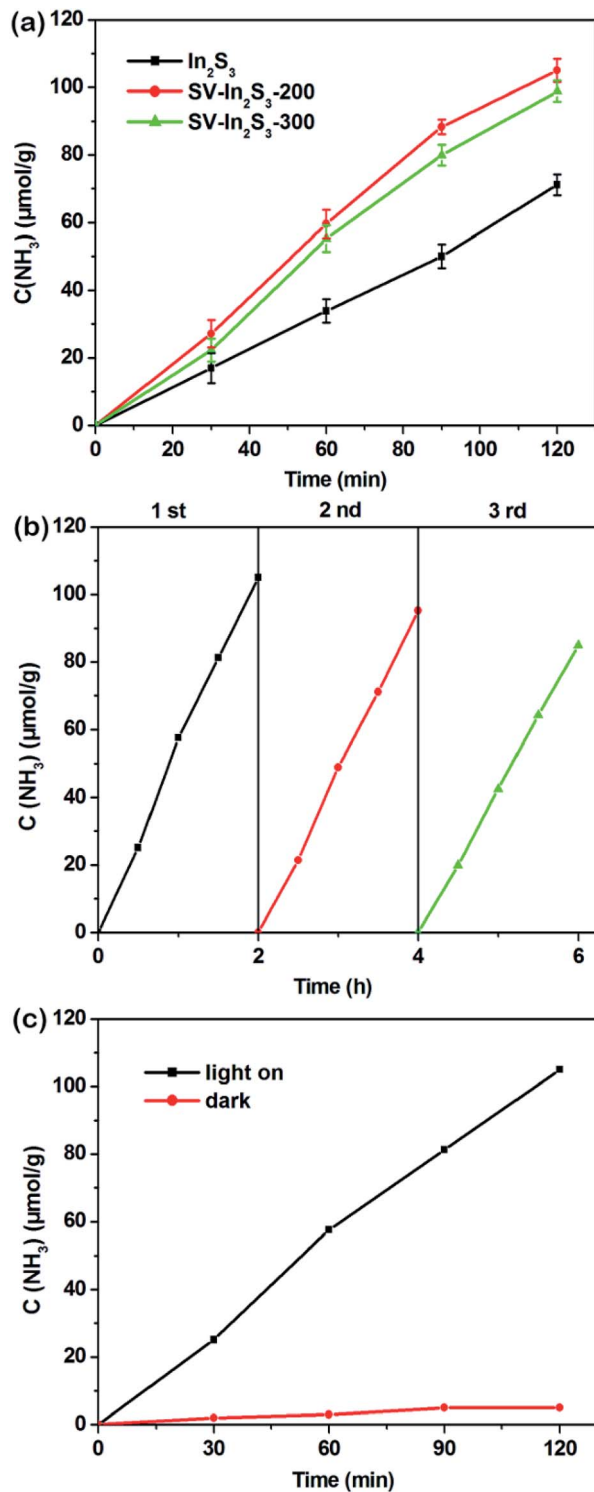 (a)
120
100
80
60
40
20
0
C(NH₃) (μmol/g)
In₂S₃
SV-In₂S₃-200
SV-In₂S₃-300
0 20 40 60 80 100 120
Time (min)
(b)
1 st 2 nd 3 rd
120
100
80
60
40
20
0
C (NH₃) (μmol/g)
0 2 4 6
Time (h)
(c)
120
100
80
60
40
20
0
C (NH₃) (μmol/g)
light on
dark
0 30 60 90 120
Time (min)